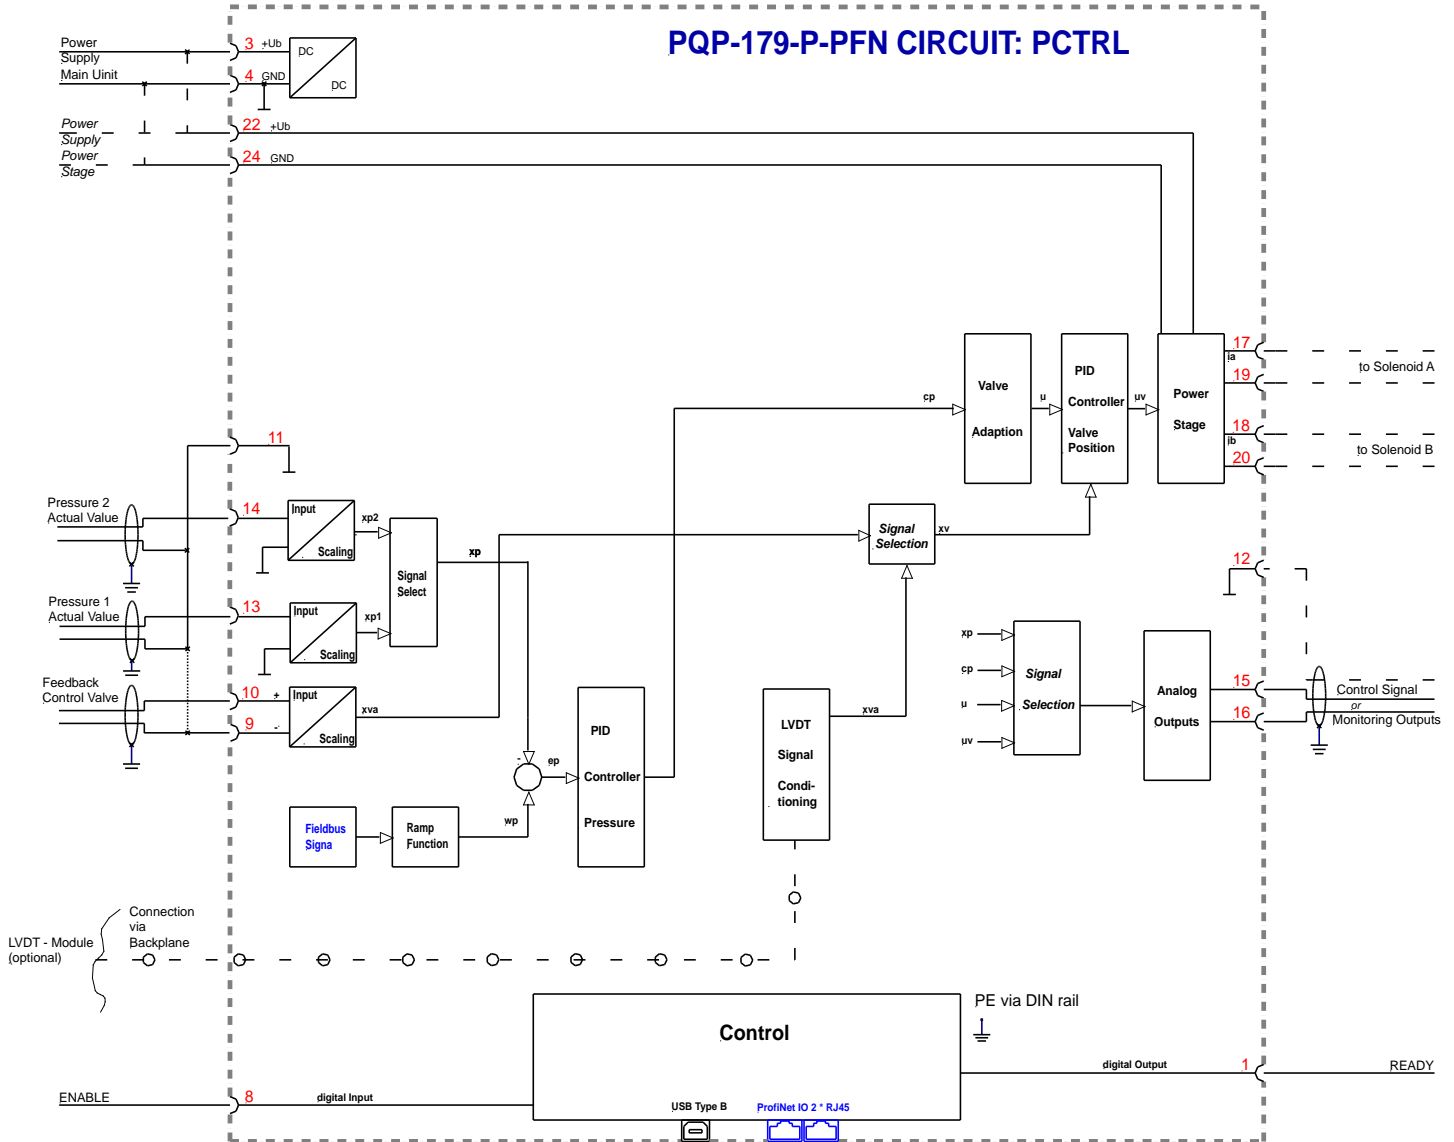 PQP-179-P-PFN CIRCUIT: PCTRL
Power
Supply
Main Uinit
3
+Ub
4
GND
DC
DC
Power
Supply
Power
Stage
22
+Ub
24
GND
Valve
Adaption
PID
Controller
Valve
Position
Power
Stage
cp
µ
µv
17
ia
19
to Solenoid A
18
ib
20
to Solenoid B
11
Pressure 2
Actual Value
14
Input
Scaling
xp2
Signal
Select
xp
Signal
Selection
xv
12
Pressure 1
Actual Value
13
Input
Scaling
xp1
Feedback
Control Valve
10
+
9
-
Input
Scaling
xva
xp
cp
µ
µv
Signal
Selection
Analog
Outputs
15
16
Control Signal
or
Monitoring Outputs
LVDT
Signal
Condi-
tioning
xva
PID
Controller
Pressure
-
ep
wp
Fieldbus
Signa
Ramp
Function
LVDT - Module
(optional)
Connection
via
Backplane
Control
PE via DIN rail
digital Output
1
READY
ENABLE
8
digital Input
USB Type B
ProfiNet IO 2 * RJ45